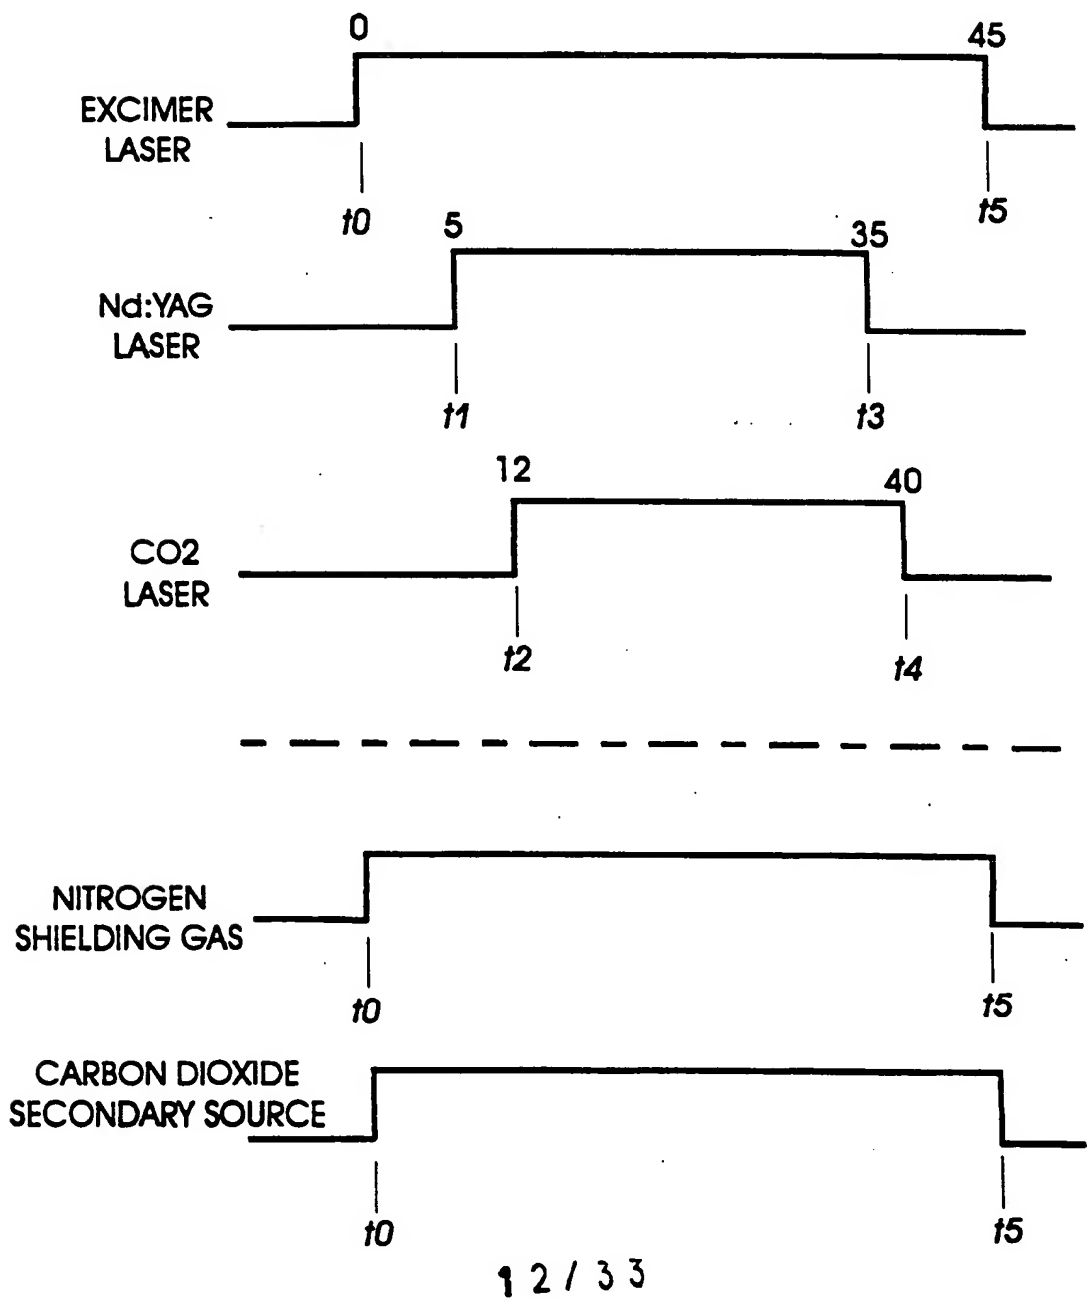 0
45
EXCIMER
LASER
t0
t5
5
35
Nd:YAG
LASER
t1
t3
12
40
CO2
LASER
t2
t4
NITROGEN
SHIELDING GAS
t0
t5
CARBON DIOXIDE
SECONDARY SOURCE
t0
t5
12/33